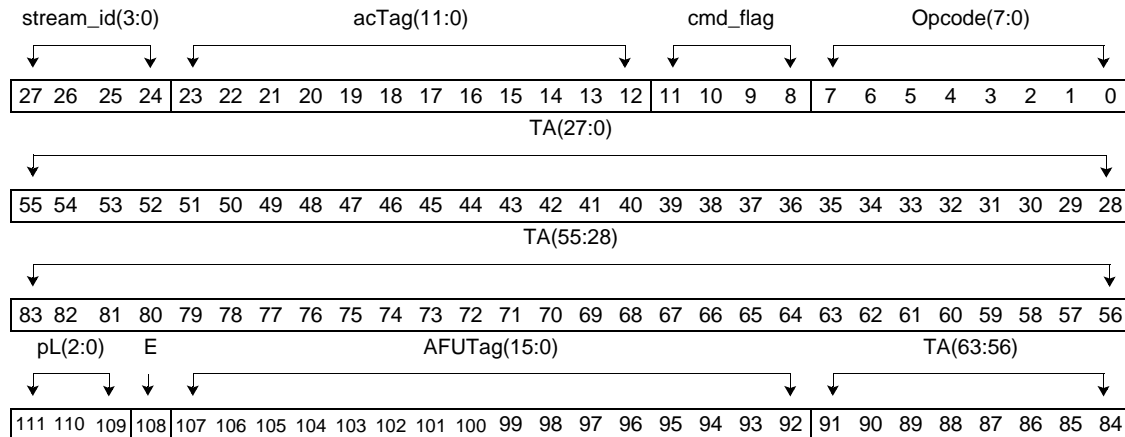 stream_id(3:0) acTag(11:0) cmd_flag Opcode(7:0)
27 26 25 24 23 22 21 20 19 18 17 16 15 14 13 12 11 10 9 8 7 6 5 4 3 2 1 0
TA(27:0)
55 54 53 52 51 50 49 48 47 46 45 44 43 42 41 40 39 38 37 36 35 34 33 32 31 30 29 28
TA(55:28)
83 82 81 80 79 78 77 76 75 74 73 72 71 70 69 68 67 66 65 64 63 62 61 60 59 58 57 56
pL(2:0) E AFUTag(15:0) TA(63:56)
111 110 109 108 107 106 105 104 103 102 101 100 99 98 97 96 95 94 93 92 91 90 89 88 87 86 85 84